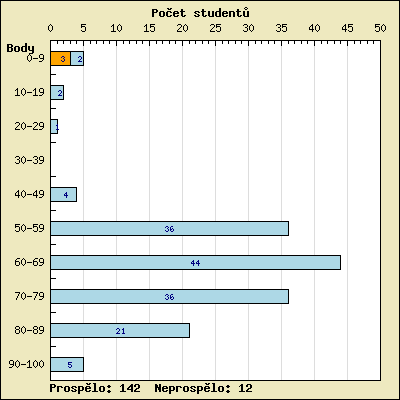 Počet studentů
0 5 10 15 20 25 30 35 40 45 50
Body
0-9 3 2
10-19 2
20-29 1
30-39
40-49 4
50-59 36
60-69 44
70-79 36
80-89 21
90-100 5
Prospělo: 142 Neprospělo: 12